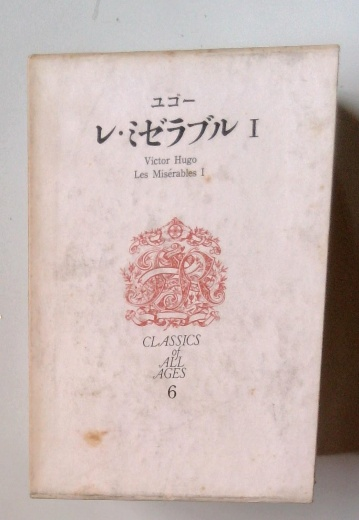 ユゴー
レ・ミゼラブル I
Victor Hugo
Les Misérables I
CLASSICS
of
ALL
AGES
6